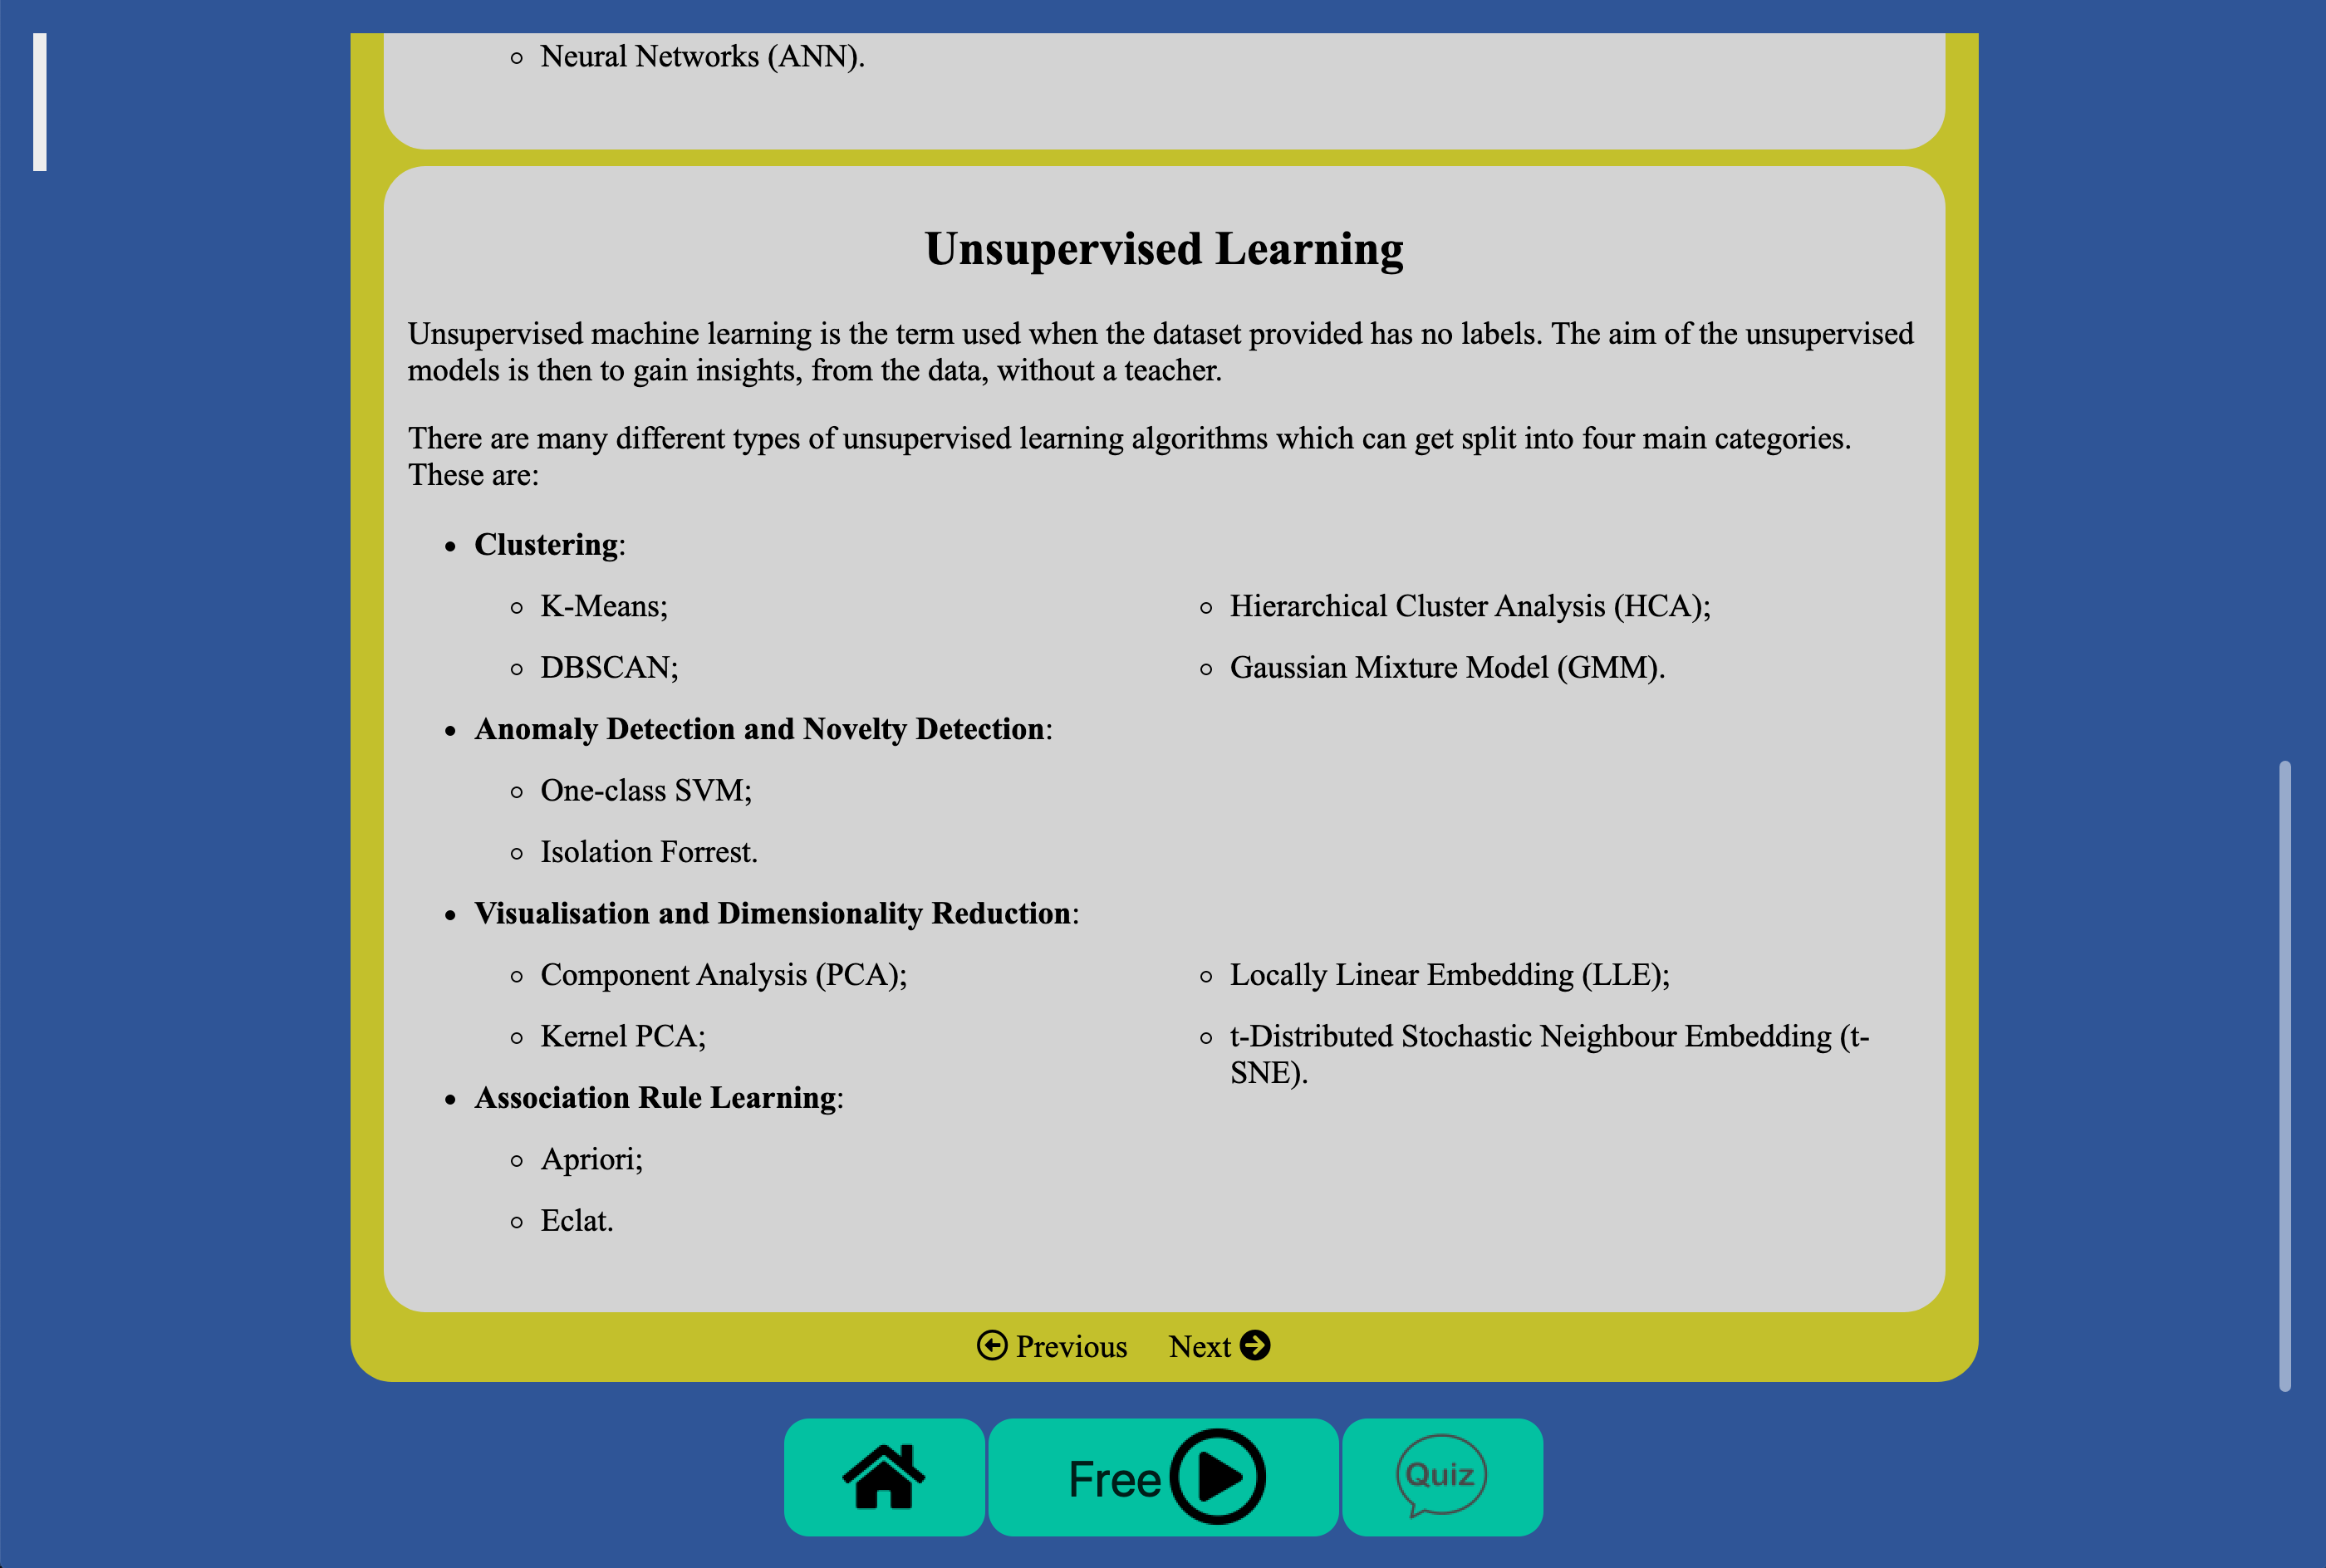 Neural Networks (ANN).
Unsupervised Learning
Unsupervised machine learning is the term used when the dataset provided has no labels. The aim of the unsupervised
models is then to gain insights, from the data, without a teacher.
There are many different types of unsupervised learning algorithms which can get split into four main categories.
These are:
Clustering:
K-Means;
DBSCAN;
Hierarchical Cluster Analysis (HCA);
Gaussian Mixture Model (GMM).
Anomaly Detection and Novelty Detection:
One-class SVM;
Isolation Forrest.
Visualisation and Dimensionality Reduction:
Component Analysis (PCA);
Kernel PCA;
Locally Linear Embedding (LLE);
t-Distributed Stochastic Neighbour Embedding (t-
SNE).
Association Rule Learning:
Apriori;
Eclat.
Previous Next
Free Quiz